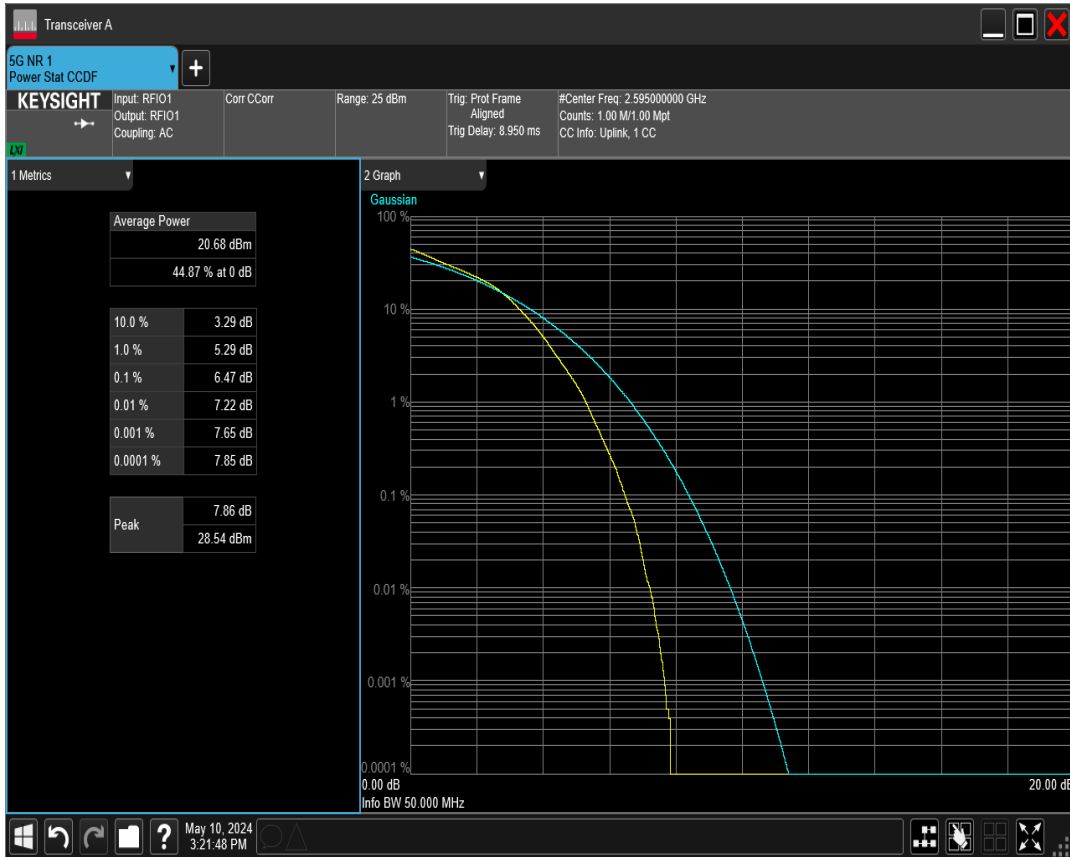 Transceiver A
5G NR 1
Power Stat CCDF
+
KEYSIGHT
LXI
Input: RFIO1
Output: RFIO1
Coupling: AC
Corr CCorr
Range: 25 dBm
Trig: Prot Frame
Aligned
Trig Delay: 8.950 ms
#Center Freq: 2.595000000 GHz
Counts: 1.00 M/1.00 Mpt
CC Info: Uplink, 1 CC
1 Metrics
Average Power
20.68 dBm
44.87 % at 0 dB
10.0 % 3.29 dB
1.0 % 5.29 dB
0.1 % 6.47 dB
0.01 % 7.22 dB
0.001 % 7.65 dB
0.0001 % 7.85 dB
Peak 7.86 dB
28.54 dBm
2 Graph
Gaussian
100 %
10 %
1 %
0.1 %
0.01 %
0.001 %
0.0001 %
0.00 dB 20.00 dB
Info BW 50.000 MHz
?
May 10, 2024
3:21:48 PM